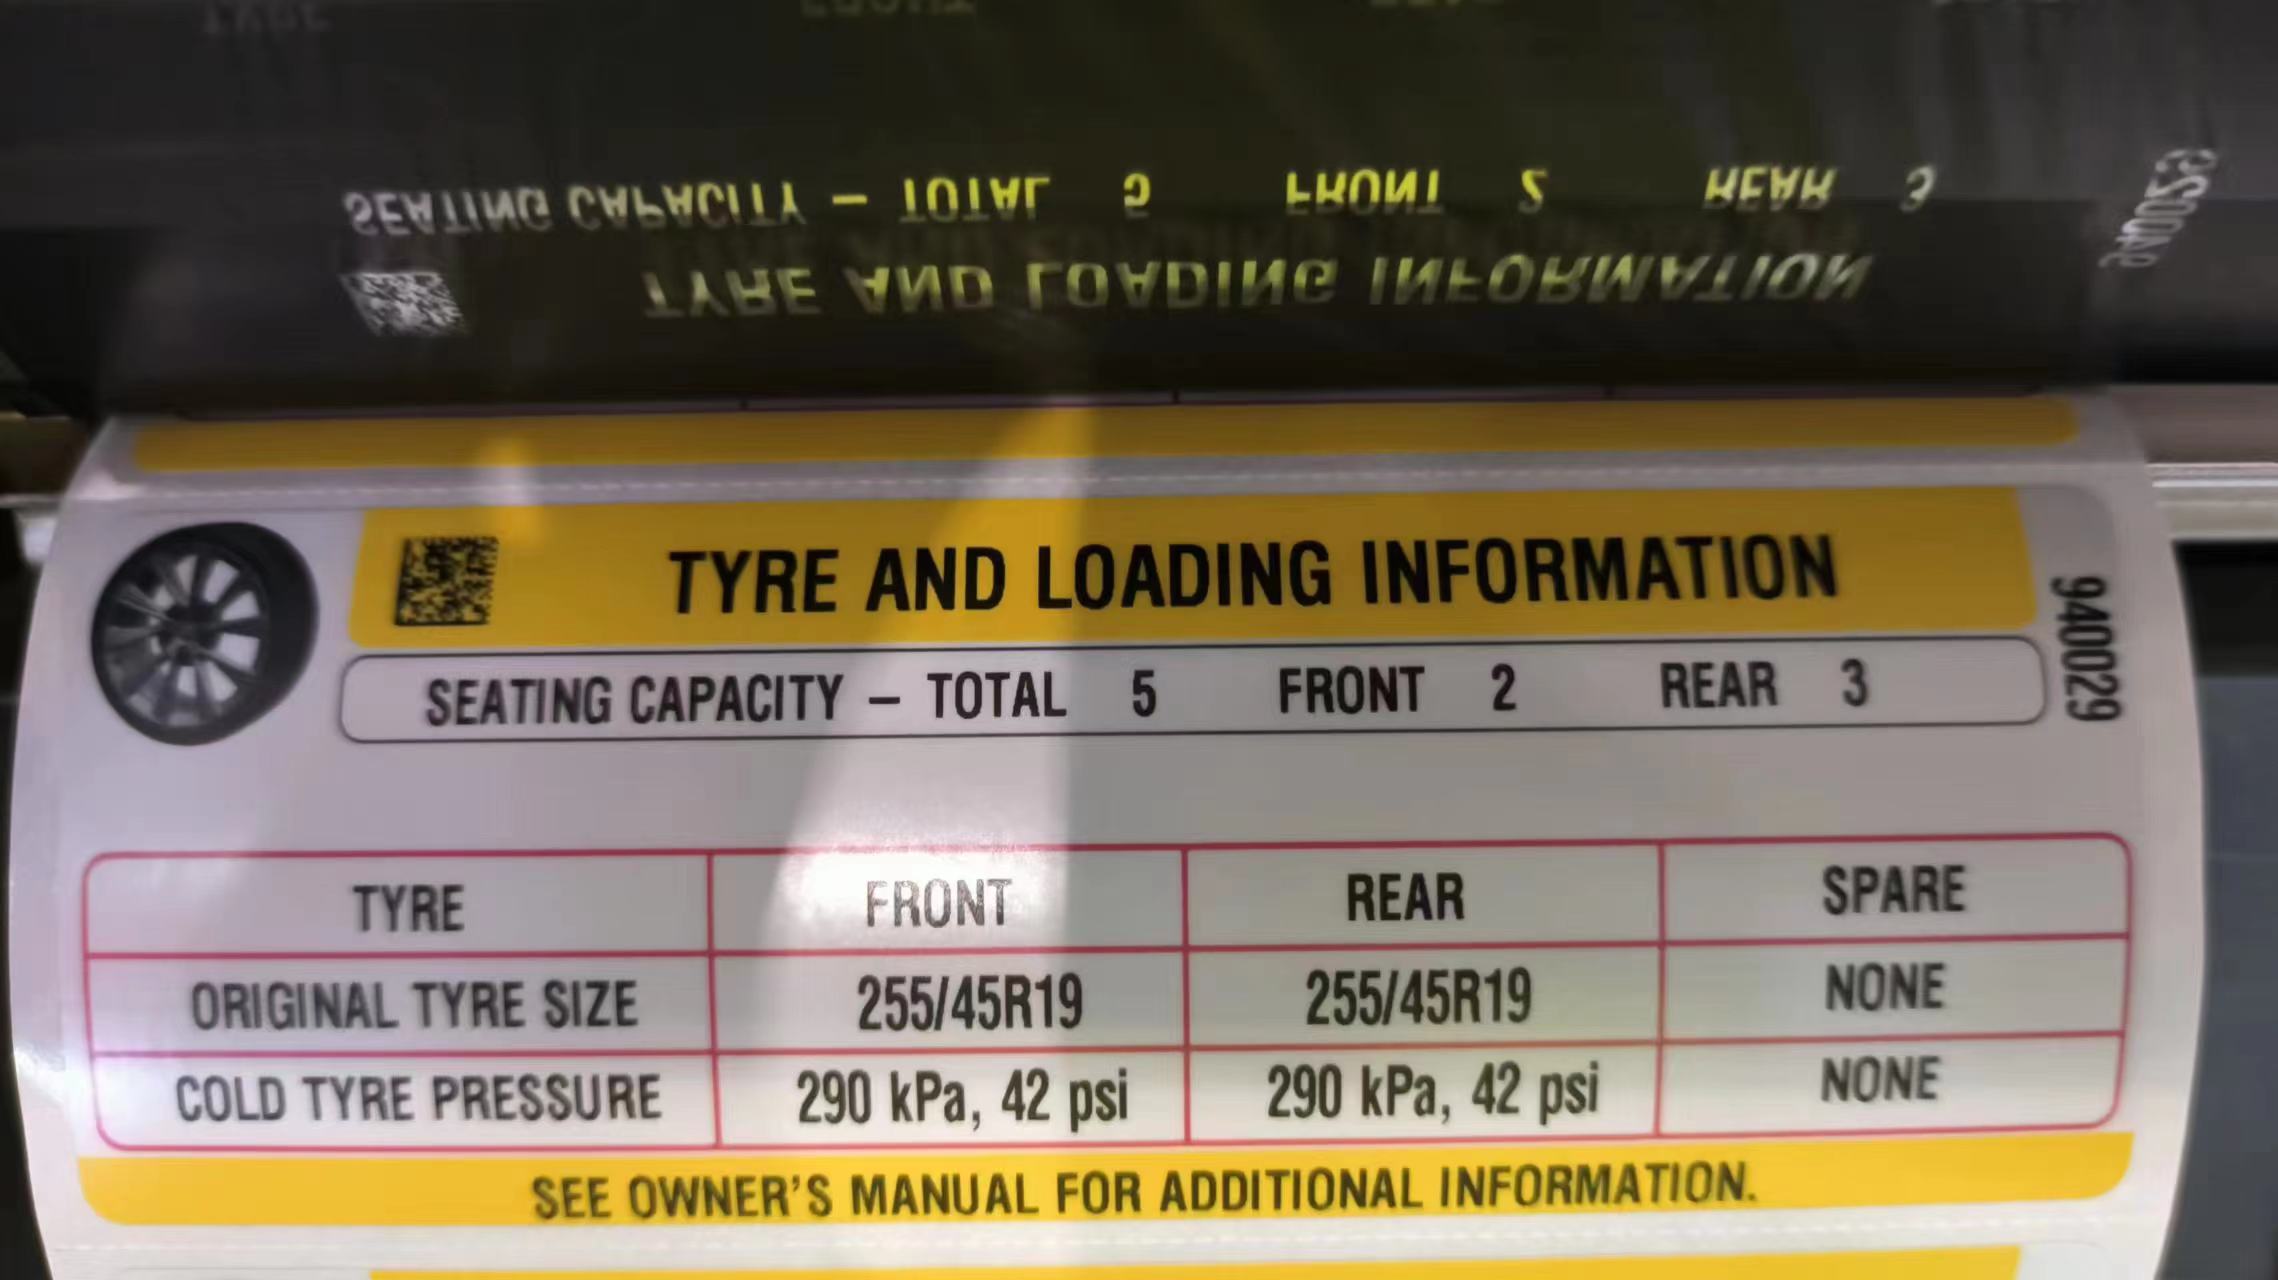 SEATING CAPACITY – TOTAL 5 FRONT 2 REAR 3
TYRE AND LOADING INFORMATION
TYRE AND LOADING INFORMATION
940029
SEATING CAPACITY – TOTAL 5 FRONT 2 REAR 3
TYRE FRONT REAR SPARE
ORIGINAL TYRE SIZE 255/45R19 255/45R19 NONE
COLD TYRE PRESSURE 290 kPa, 42 psi 290 kPa, 42 psi NONE
SEE OWNER'S MANUAL FOR ADDITIONAL INFORMATION.